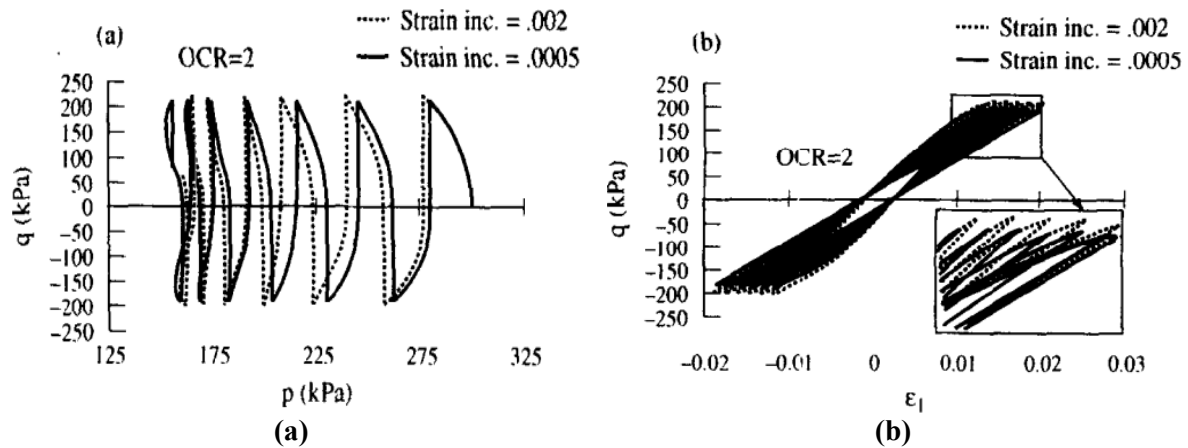 (a)
Strain inc. = .002
Strain inc. = .0005
OCR=2
250
200
150
100
50
0
-50
-100
-150
-200
-250
q (kPa)
125 175 225 275 325
p (kPa)
(a)
(b)
Strain inc. = .002
Strain inc. = .0005
OCR=2
250
200
150
100
50
0
-50
-100
-150
-200
-250
q (kPa)
-0.02 -0.01 0 0.01 0.02 0.03
ε1
(b)